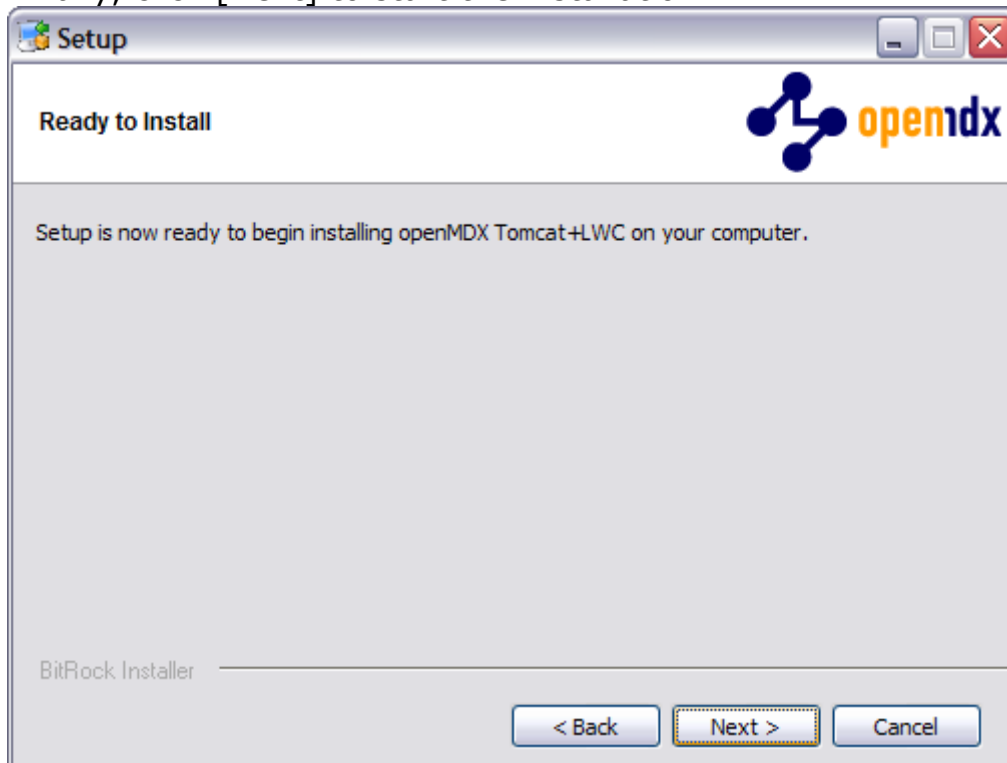 Setup
Ready to Install
openmdx
Setup is now ready to begin installing openMDX Tomcat+LWC on your computer.
BitRock Installer
< Back Next > Cancel